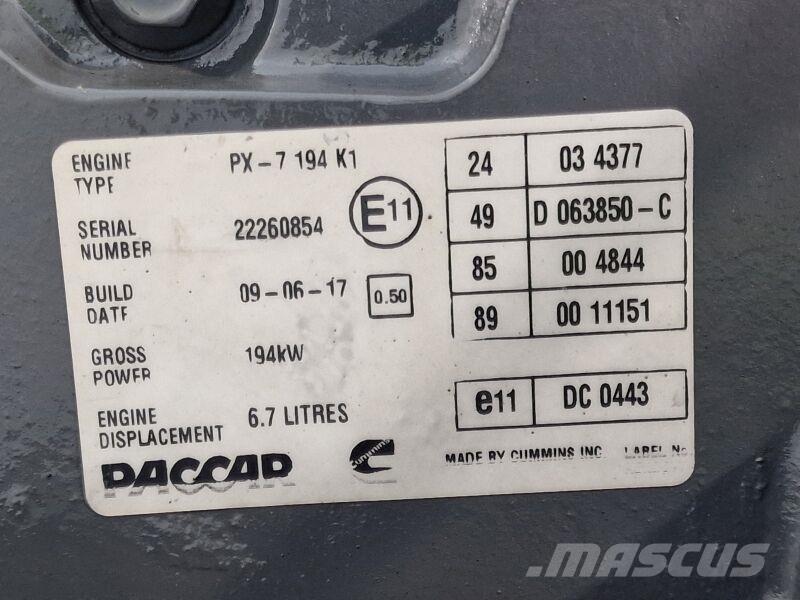 ENGINE TYPE PX-7 194 K1
SERIAL NUMBER 22260854
E11
BUILD DATE 09-06-17 0.50
GROSS POWER 194kW
ENGINE DISPLACEMENT 6.7 LITRES
24 03 4377
49 D 063850-C
85 00 4844
89 00 11151
e11 DC 0443
PACCAR
cummins
MADE BY CUMMINS INC. LABEL No
MASCUS